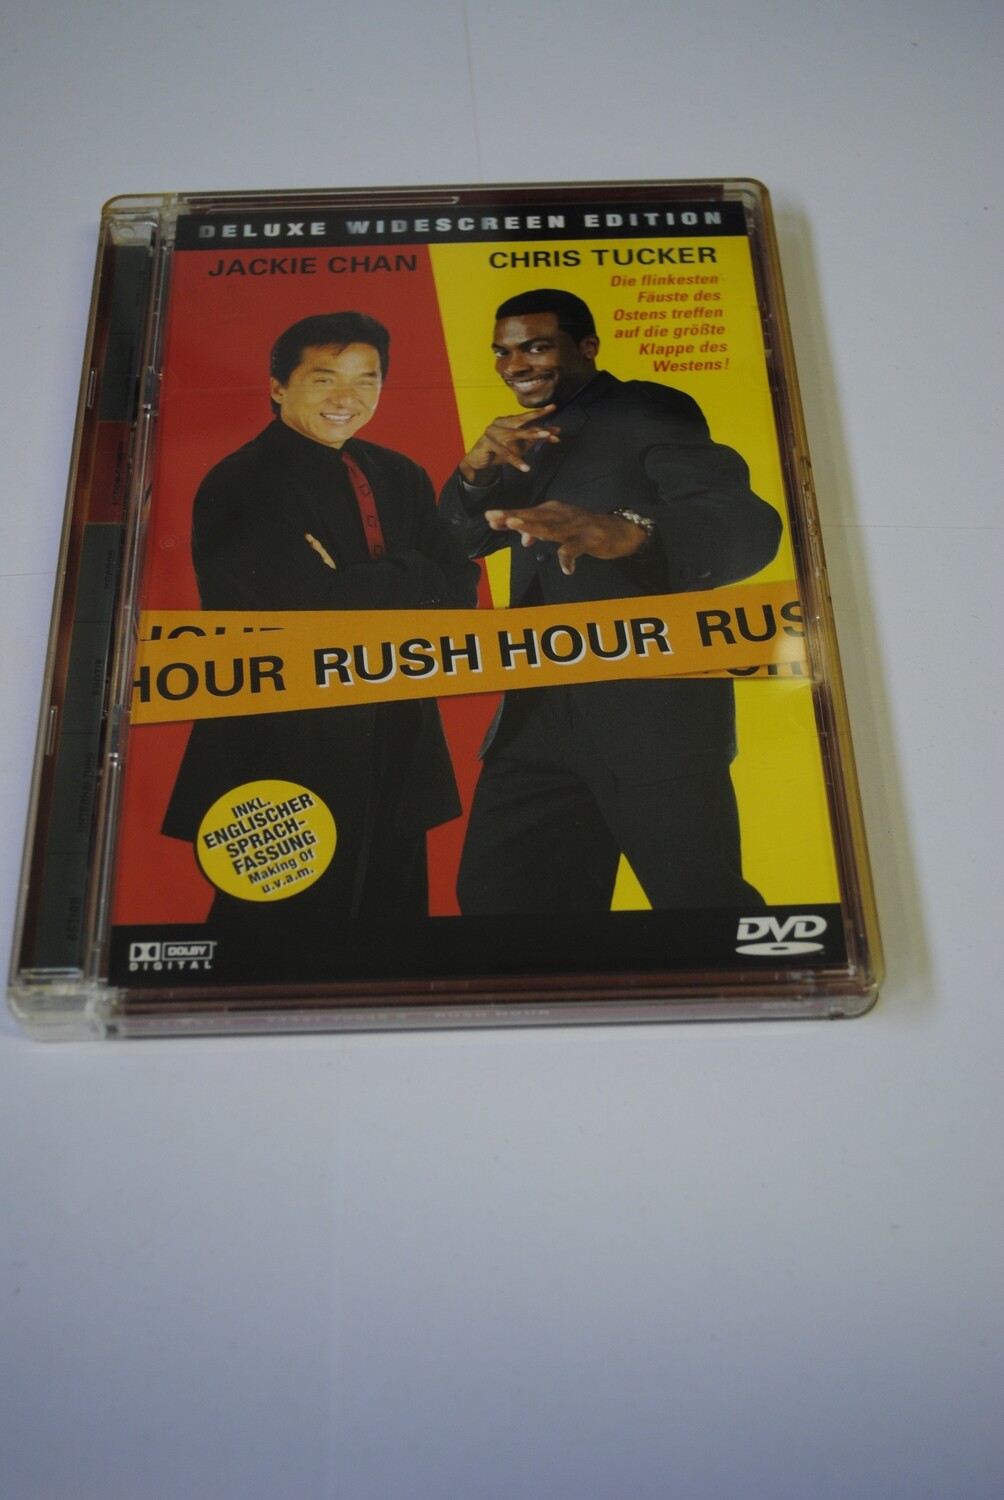 DELUXE WIDESCREEN EDITION
JACKIE CHAN
CHRIS TUCKER
Die flinkesten
Fäuste des
Ostens treffen
auf die größte
Klappe des
Westens!
HOUR RUSH HOUR RUS
INKL.
ENGLISCHER
SPRACH-
FASSUNG
Making Of
u.v.a.m.
DOLBY
DIGITAL
DVD
ACTION